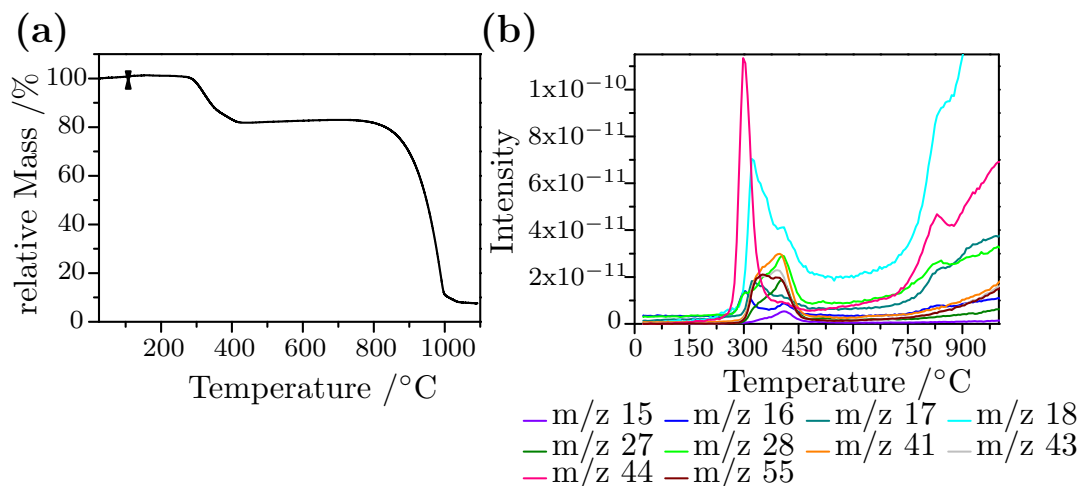 (a)
relative Mass /%
100
80
60
40
20
0
200 400 600 800 1000
Temperature /°C
(b)
Intensity
1x10⁻¹⁰
8x10⁻¹¹
6x10⁻¹¹
4x10⁻¹¹
2x10⁻¹¹
0
0 150 300 450 600 750 900
Temperature /°C
m/z 15 m/z 16 m/z 17 m/z 18
m/z 27 m/z 28 m/z 41 m/z 43
m/z 44 m/z 55